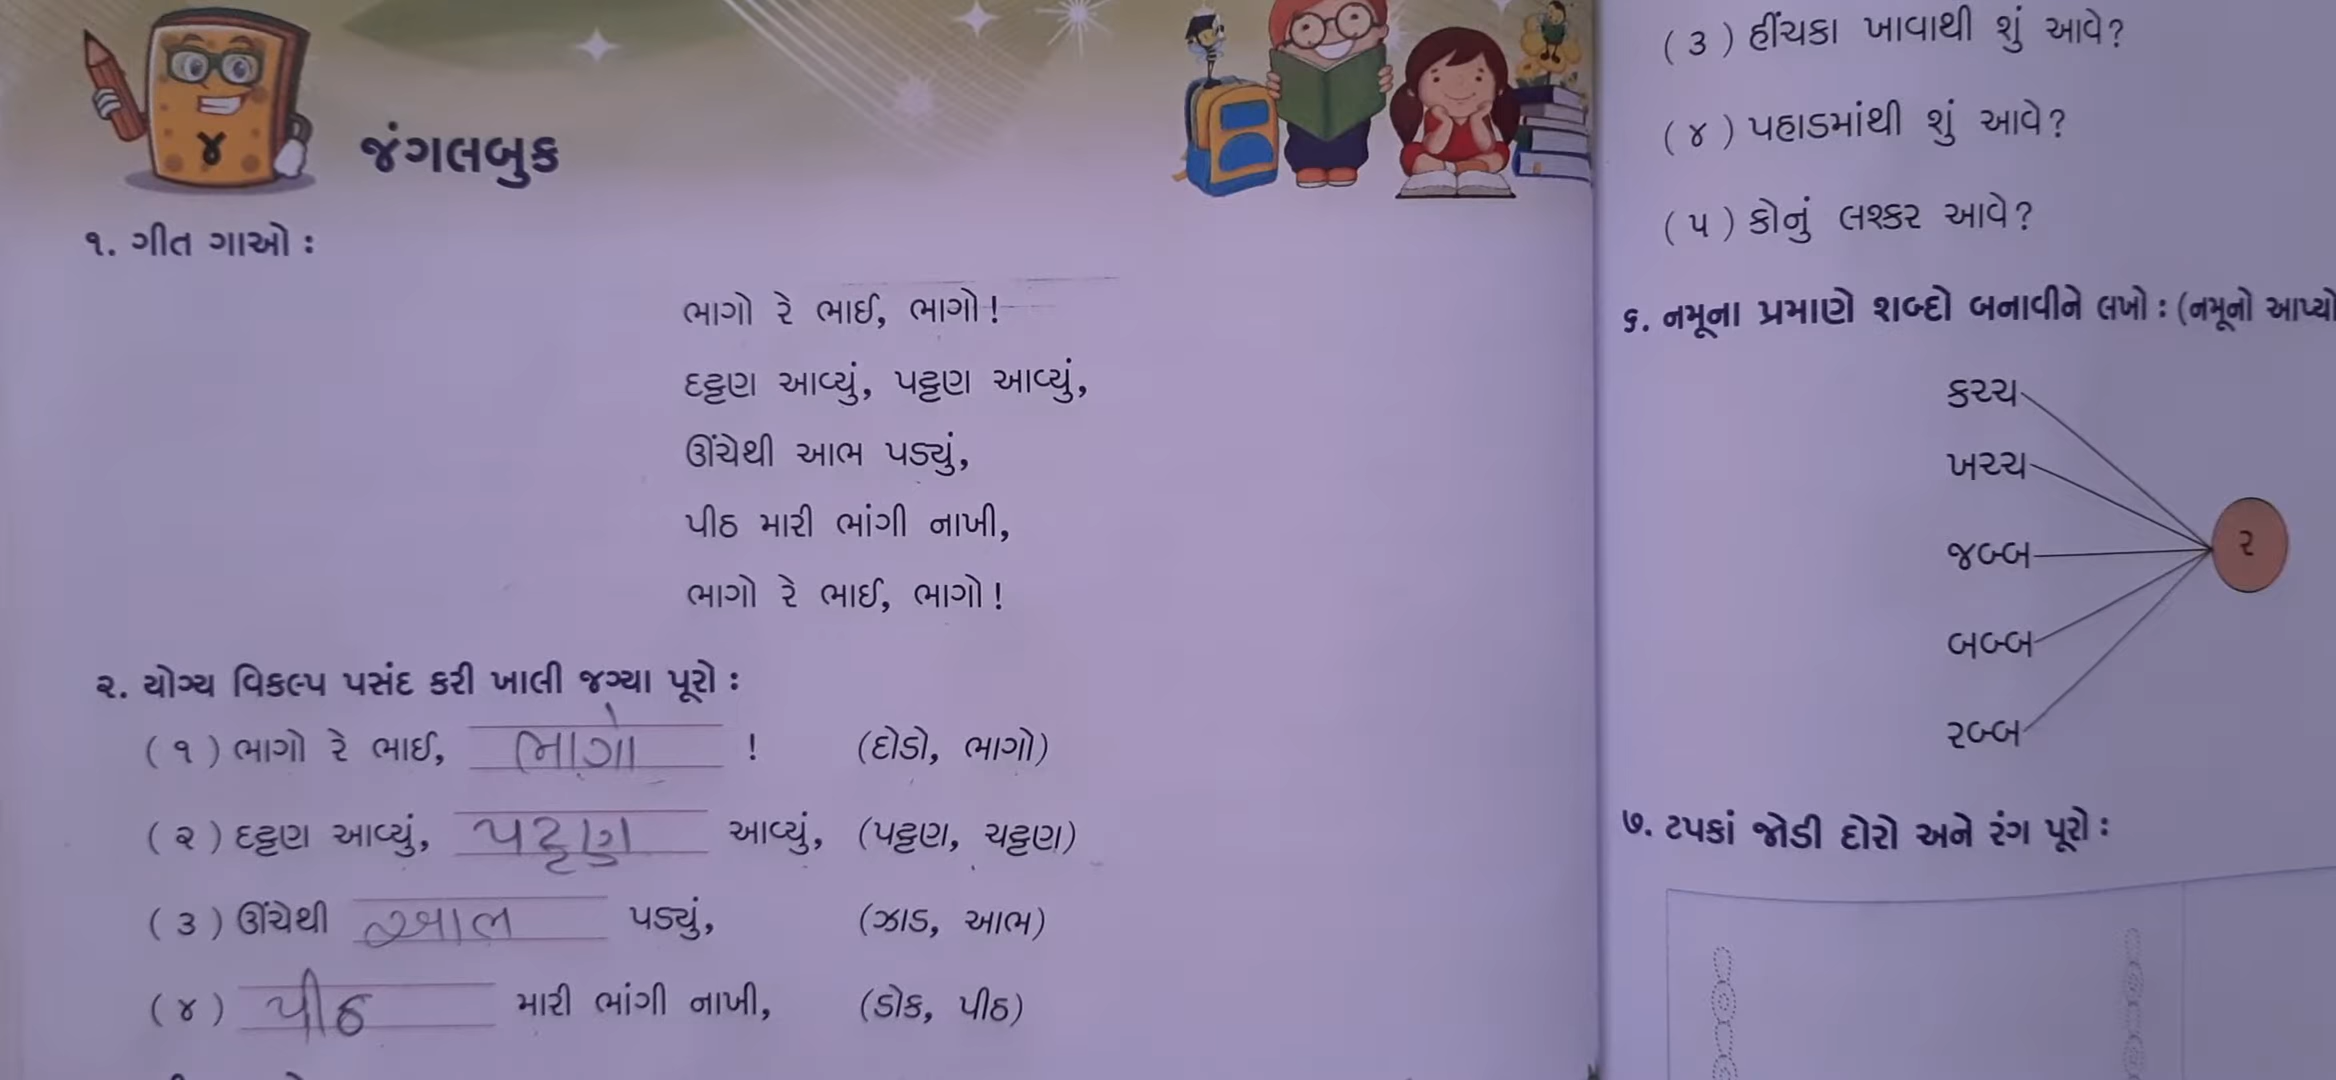 ૪
જંગલબુક
૧. ગીત ગાઓ :
ભાગો રે ભાઈ, ભાગો !
દટ્ટણ આવ્યું, પટ્ટણ આવ્યું,
ઊંચેથી આભ પડ્યું,
પીઠ મારી ભાંગી નાખી,
ભાગો રે ભાઈ, ભાગો !
૨. યોગ્ય વિકલ્પ પસંદ કરી ખાલી જગ્યા પૂરો :
( ૧ ) ભાગો રે ભાઈ, ભાગો ! (દોડો, ભાગો)
( ૨ ) દટ્ટણ આવ્યું, પટ્ટણ આવ્યું, (પટ્ટણ, ચટ્ટણ)
( ૩ ) ઊંચેથી આભ પડ્યું, (ઝાડ, આભ)
( ૪ ) પીઠ મારી ભાંગી નાખી, (ડોક, પીઠ)
( ૩ ) હીંચકા ખાવાથી શું આવે?
( ૪ ) પહાડમાંથી શું આવે?
( ૫ ) કોનું લશ્કર આવે?
૬. નમૂના પ્રમાણે શબ્દો બનાવીને લખો : (નમૂનો આપ્યો
કચ્ચ
ખચ્ચ
જબ્બ
બબ્બ
રબ્બ
ર
૭. ટપકાં જોડી દોરો અને રંગ પૂરો :